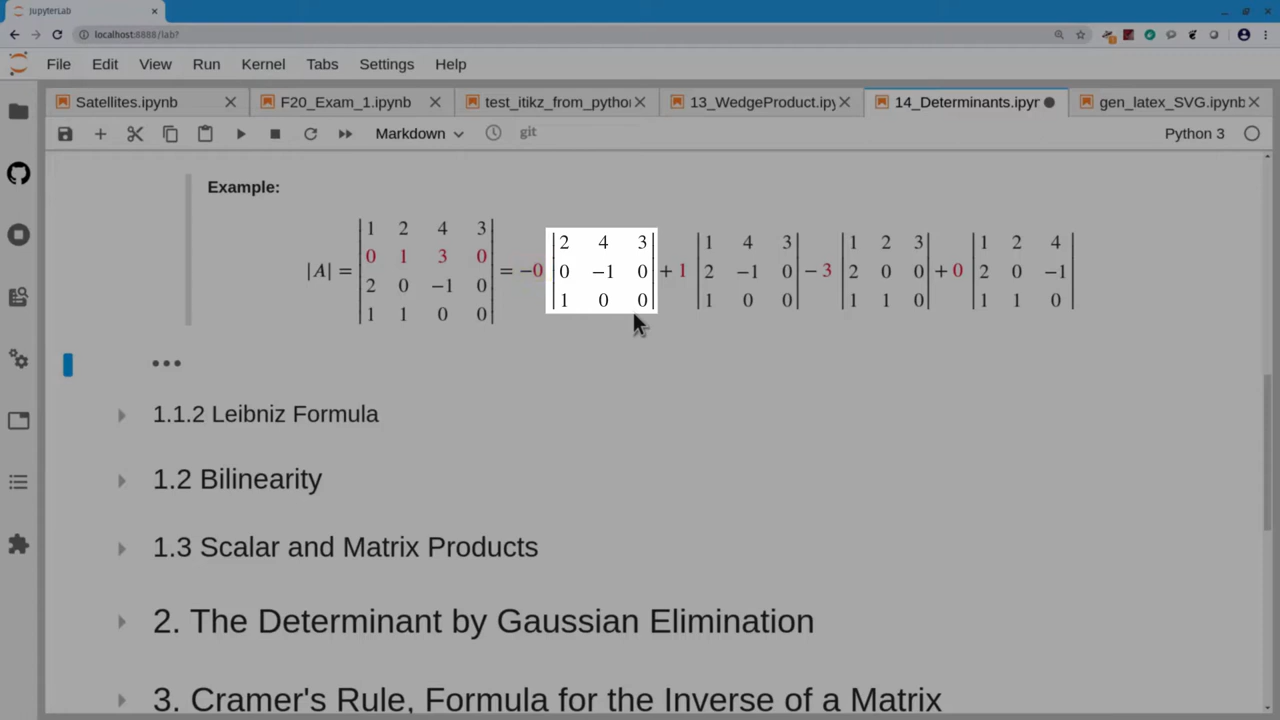 JupyterLab
localhost:8888/lab?
File Edit View Run Kernel Tabs Settings Help
Satellites.ipynb F20_Exam_1.ipynb test_itikz_from_pythor 13_WedgeProduct.ipy 14_Determinants.ipyr gen_latex_SVG.ipynb
Markdown git Python 3
Example:
|A| = |1 2 4 3| = −0 |2 4 3| + 1 |1 4 3| − 3 |1 2 3| + 0 |1 2 4|
|0 1 3 0| |0 −1 0| |2 −1 0| |2 0 0| |2 0 −1|
|2 0 −1 0| |1 0 0| |1 0 0| |1 1 0| |1 1 0|
|1 1 0 0|
•••
1.1.2 Leibniz Formula
1.2 Bilinearity
1.3 Scalar and Matrix Products
2. The Determinant by Gaussian Elimination
3. Cramer's Rule, Formula for the Inverse of a Matrix